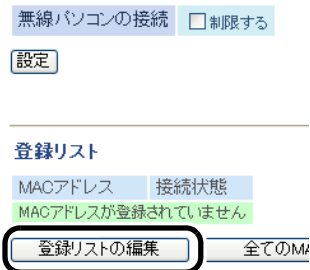 無線パソコンの接続 制限する
設定
登録リスト
MACアドレス 接続状態
MACアドレスが登録されていません
登録リストの編集 全てのMA